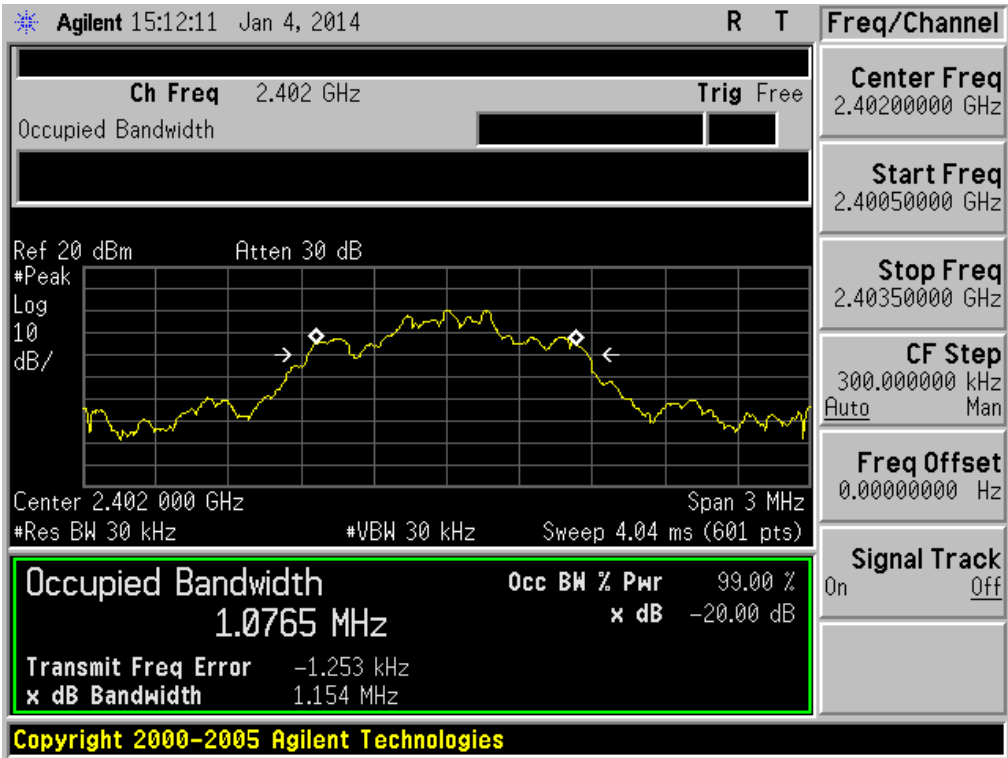 Agilent 15:12:11 Jan 4, 2014 R T
Freq/Channel
Ch Freq 2.402 GHz Trig Free
Occupied Bandwidth
Center Freq
2.40200000 GHz
Start Freq
2.40050000 GHz
Stop Freq
2.40350000 GHz
CF Step
300.000000 kHz
Auto Man
Freq Offset
0.00000000 Hz
Signal Track
On Off
Ref 20 dBm Atten 30 dB
#Peak
Log
10
dB/
Center 2.402 000 GHz Span 3 MHz
#Res BW 30 kHz #VBW 30 kHz Sweep 4.04 ms (601 pts)
Occupied Bandwidth
1.0765 MHz
Occ BW % Pwr 99.00 %
x dB -20.00 dB
Transmit Freq Error -1.253 kHz
x dB Bandwidth 1.154 MHz
Copyright 2000-2005 Agilent Technologies